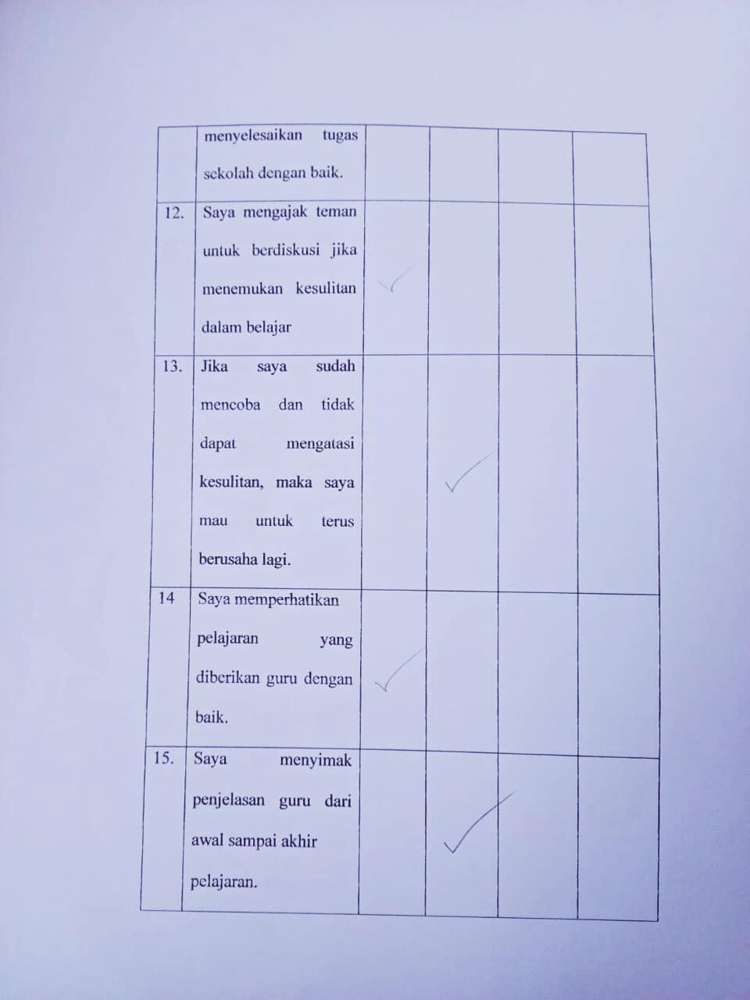 menyelesaikan tugas
sekolah dengan baik.
12. Saya mengajak teman
untuk berdiskusi jika
menemukan kesulitan
dalam belajar
13. Jika saya sudah
mencoba dan tidak
dapat mengatasi
kesulitan, maka saya
mau untuk terus
berusaha lagi.
14 Saya memperhatikan
pelajaran yang
diberikan guru dengan
baik.
15. Saya menyimak
penjelasan guru dari
awal sampai akhir
pelajaran.